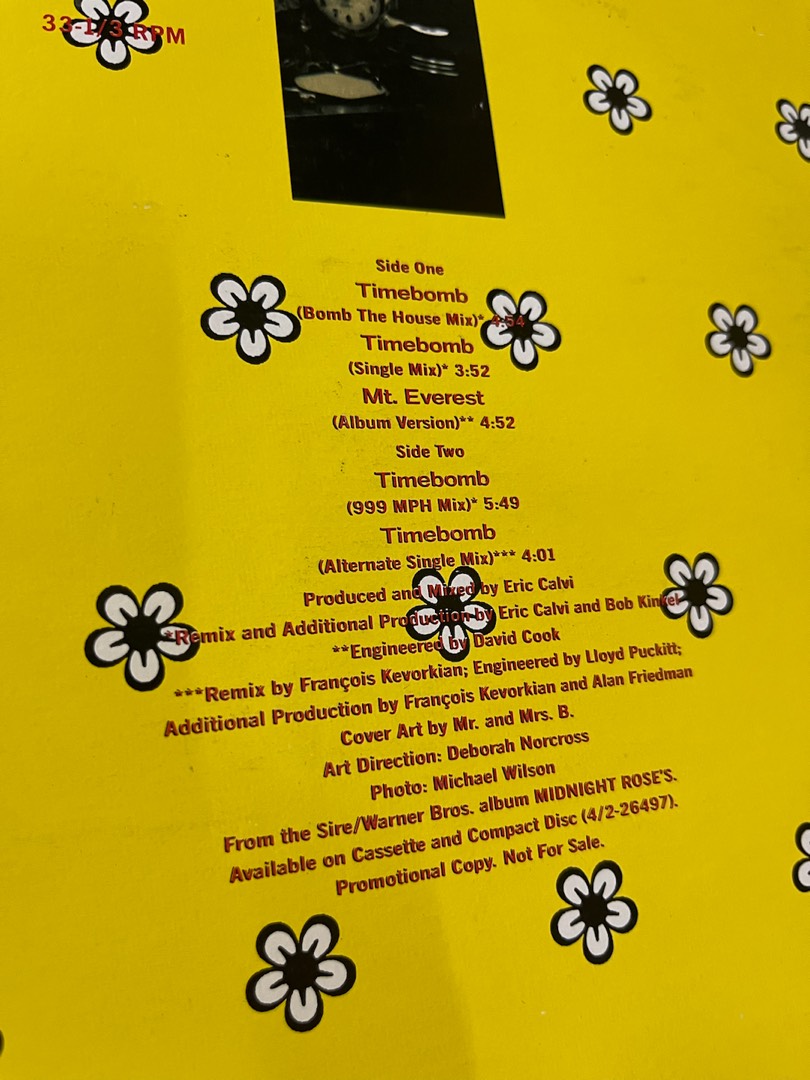 33-1/3 RPM
Side One
Timebomb
(Bomb The House Mix)* 4:54
Timebomb
(Single Mix)* 3:52
Mt. Everest
(Album Version)** 4:52
Side Two
Timebomb
(999 MPH Mix)* 5:49
Timebomb
(Alternate Single Mix)*** 4:01
Produced and Mixed by Eric Calvi
*Remix and Additional Production by Eric Calvi and Bob Kinkel
**Engineered by David Cook
***Remix by François Kevorkian; Engineered by Lloyd Puckitt;
Additional Production by François Kevorkian and Alan Friedman
Cover Art by Mr. and Mrs. B.
Art Direction: Deborah Norcross
Photo: Michael Wilson
From the Sire/Warner Bros. album MIDNIGHT ROSE'S.
Available on Cassette and Compact Disc (4/2-26497).
Promotional Copy. Not For Sale.